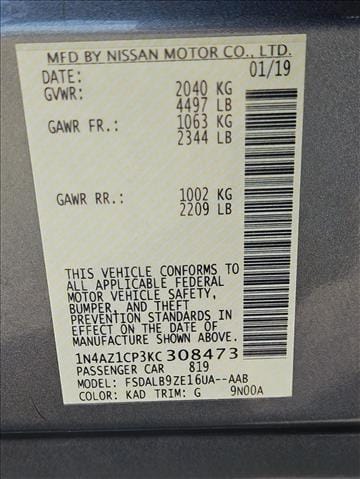 MFD BY NISSAN MOTOR CO., LTD.
DATE: 01/19
GVWR: 2040 KG
4497 LB
GAWR FR.: 1063 KG
2344 LB
GAWR RR.: 1002 KG
2209 LB
THIS VEHICLE CONFORMS TO
ALL APPLICABLE FEDERAL
MOTOR VEHICLE SAFETY,
BUMPER, AND THEFT
PREVENTION STANDARDS
IN EFFECT ON THE DATE OF
MANUFACTURE SHOWN ABOVE.
1N4AZ1CP3KC 308473
PASSENGER CAR 819
MODEL: FSDALB9ZE16UA--AAB
COLOR: KAD TRIM: G 9N00A